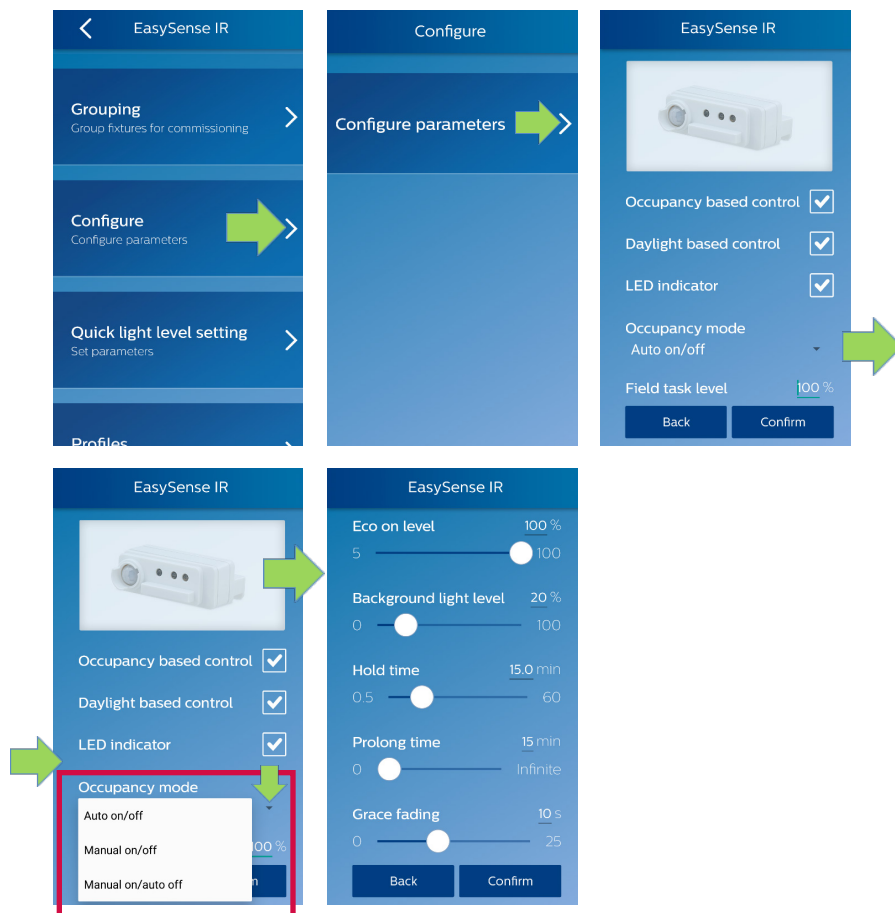 EasySense IR
Grouping
Group fixtures for commissioning
Configure
Configure parameters
Quick light level setting
Set parameters
Profiles
Configure
Configure parameters
EasySense IR
Occupancy based control
Daylight based control
LED indicator
Occupancy mode
Auto on/off
Field task level 100 %
Back Confirm
EasySense IR
Occupancy based control
Daylight based control
LED indicator
Occupancy mode
Auto on/off
Manual on/off
100 %
Manual on/auto off
m
EasySense IR
Eco on level 100 %
5 100
Background light level 20 %
0 100
Hold time 15.0 min
0.5 60
Prolong time 15 min
0 Infinite
Grace fading 10 s
0 25
Back Confirm